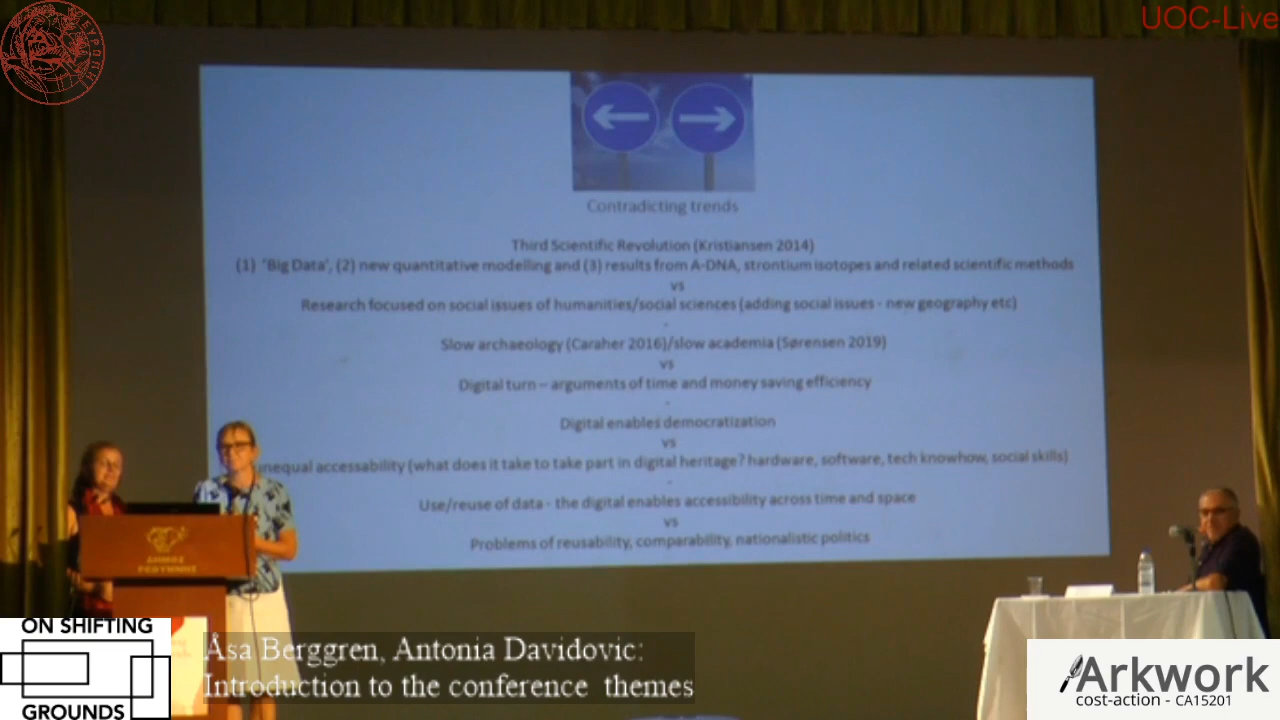 UOC-Live
Contradicting trends
Third Scientific Revolution (Kristiansen 2014)
(1) 'Big Data', (2) new quantitative modelling and (3) results from A-DNA, strontium isotopes and related scientific methods
vs
Research focused on social issues of humanities/social sciences (adding social issues - new geography etc)
-
Slow archaeology (Caraher 2016)/slow academia (Sørensen 2019)
vs
Digital turn – arguments of time and money saving efficiency
-
Digital enables democratization
vs
unequal accessability (what does it take to take part in digital heritage? hardware, software, tech knowhow, social skills)
-
Use/reuse of data - the digital enables accessibility across time and space
vs
Problems of reusability, comparability, nationalistic politics
ΔΗΜΟΣ
ΡΕΘΥΜΝΗΣ
ON SHIFTING
GROUNDS
Åsa Berggren, Antonia Davidovic:
Introduction to the conference themes
Arkwork
cost-action - CA15201